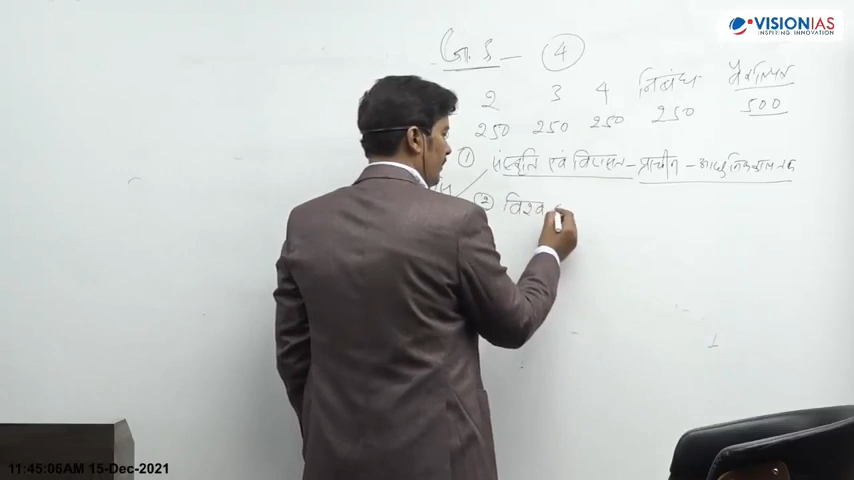 VISIONIAS
INSPIRING INNOVATION
G.S - 4
2 3 4 निबंध वैकल्पिक
250 250 250 250 500
1 संस्कृति एवं विरासत - प्राचीन - आधुनिककाल तक
2 विश्व
11:45:06AM 15-Dec-2021